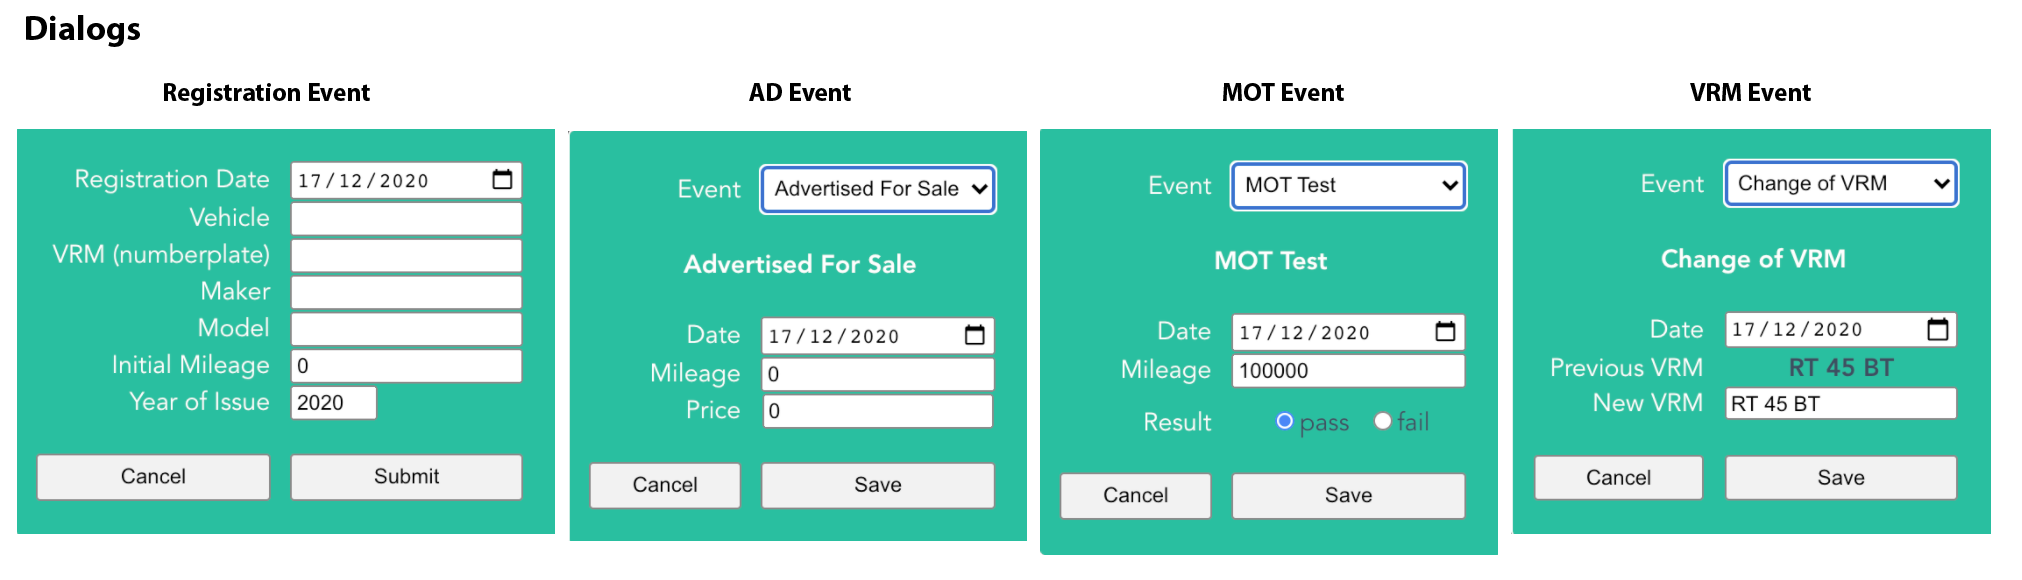 Dialogs
Registration Event
Registration Date 17/12/2020
Vehicle
VRM (numberplate)
Maker
Model
Initial Mileage 0
Year of Issue 2020
Cancel Submit
AD Event
Event Advertised For Sale
Advertised For Sale
Date 17/12/2020
Mileage 0
Price 0
Cancel Save
MOT Event
Event MOT Test
MOT Test
Date 17/12/2020
Mileage 100000
Result pass fail
Cancel Save
VRM Event
Event Change of VRM
Change of VRM
Date 17/12/2020
Previous VRM RT 45 BT
New VRM RT 45 BT
Cancel Save